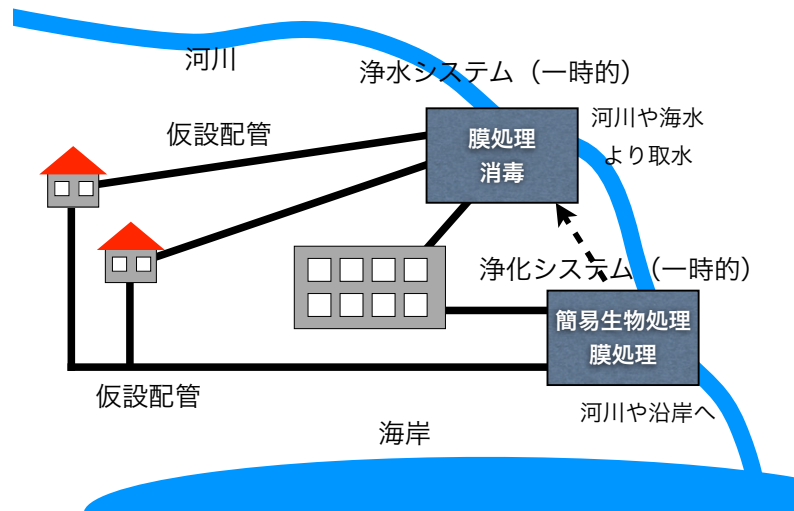 河川
浄水システム（一時的）
仮設配管
膜処理
消毒
河川や海水
より取水
浄化システム（一時的）
簡易生物処理
膜処理
仮設配管
河川や沿岸へ
海岸